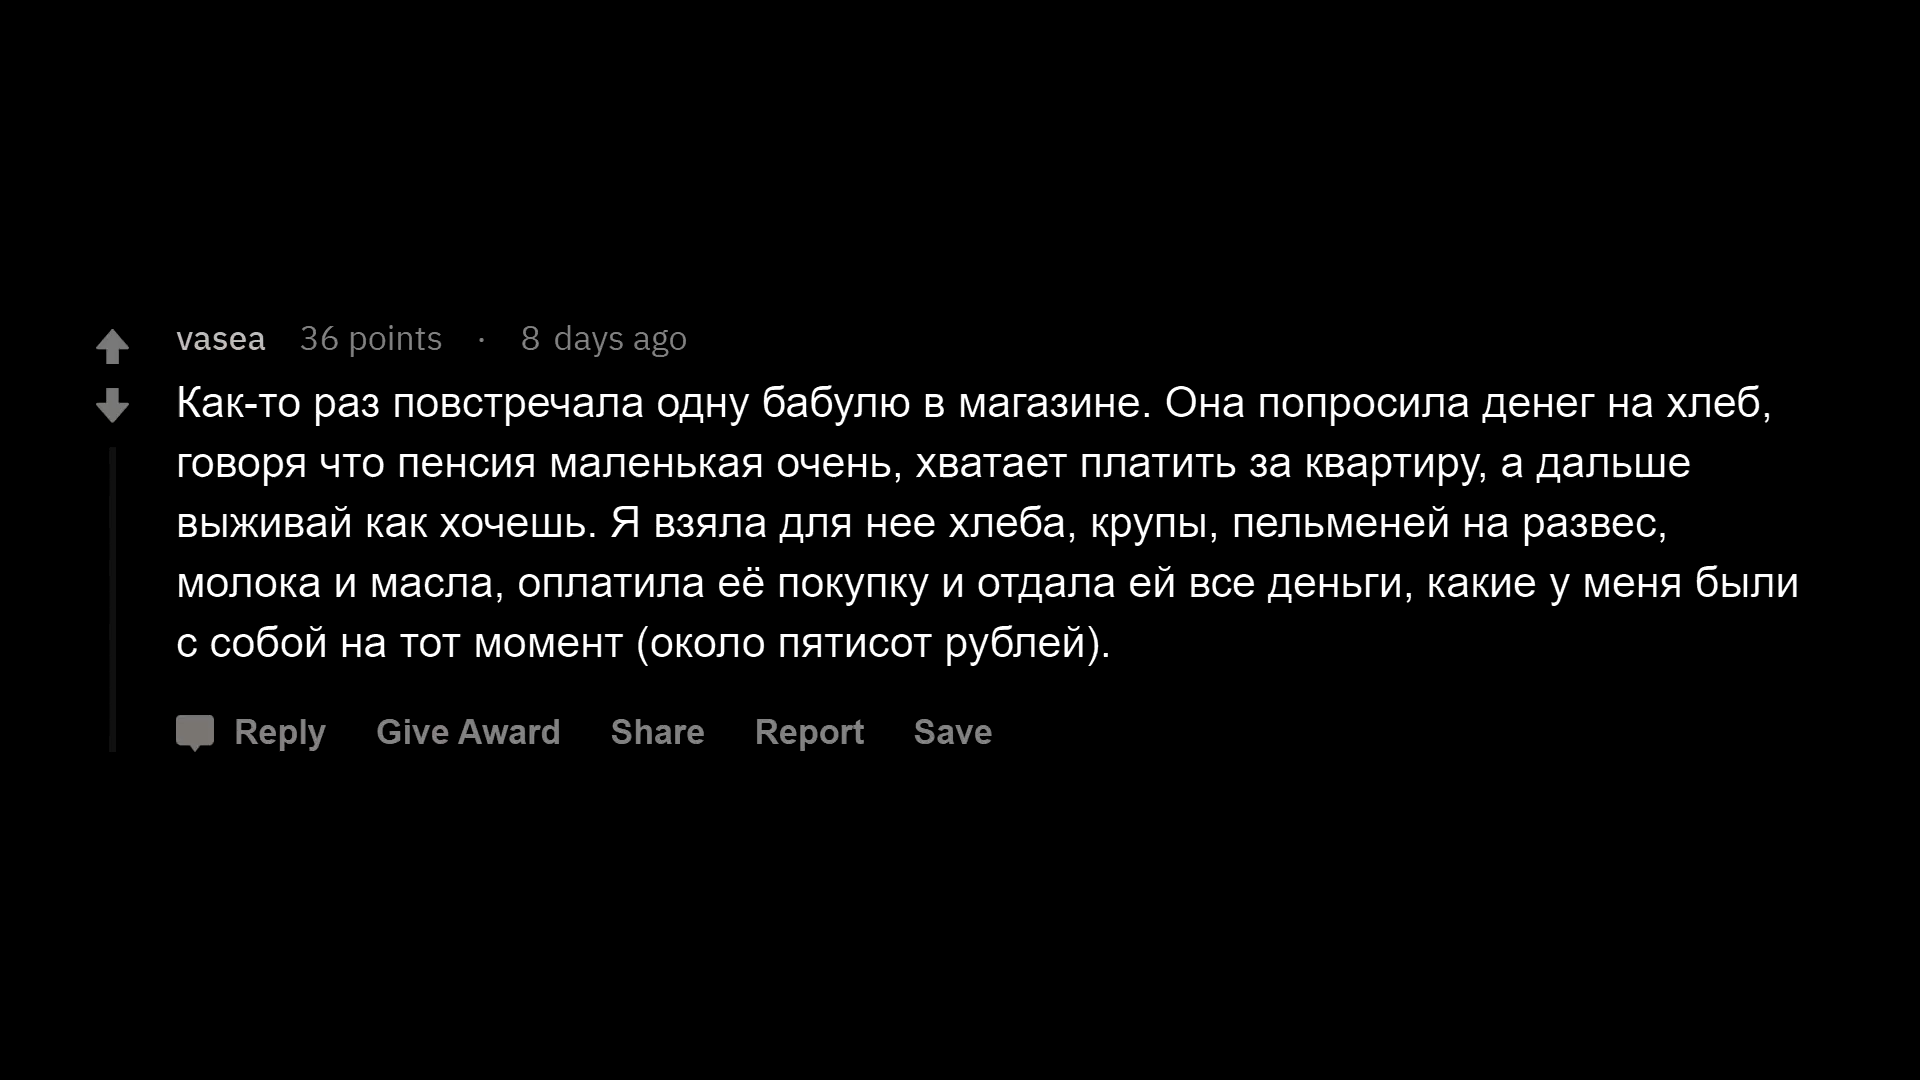 vasea 36 points · 8 days ago
Как-то раз повстречала одну бабулю в магазине. Она попросила денег на хлеб,
говоря что пенсия маленькая очень, хватает платить за квартиру, а дальше
выживай как хочешь. Я взяла для нее хлеба, крупы, пельменей на развес,
молока и масла, оплатила её покупку и отдала ей все деньги, какие у меня были
с собой на тот момент (около пятисот рублей).
Reply Give Award Share Report Save